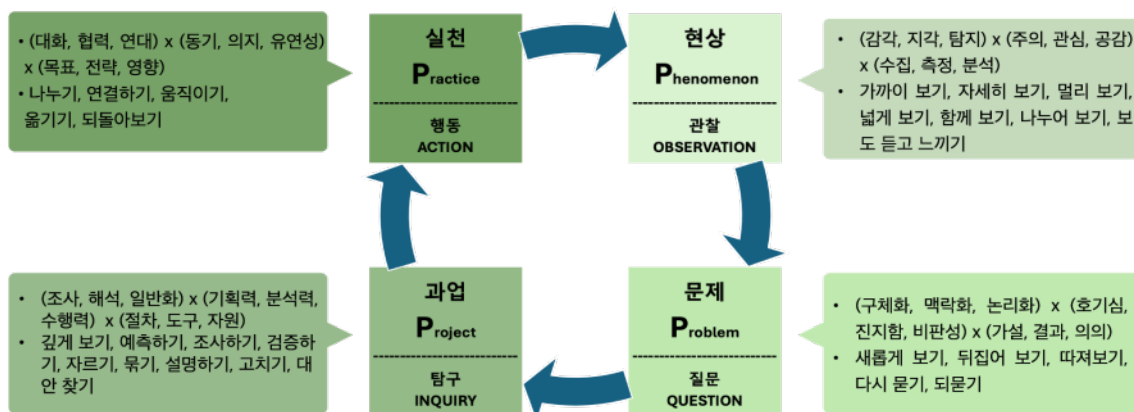 • (대화, 협력, 연대) x (동기, 의지, 유연성)
x (목표, 전략, 영향)
• 나누기, 연결하기, 움직이기,
옮기기, 되돌아보기
실천
Practice
행동
ACTION
현상
Phenomenon
관찰
OBSERVATION
• (감각, 지각, 탐지) x (주의, 관심, 공감)
x (수집, 측정, 분석)
• 가까이 보기, 자세히 보기, 멀리 보기,
넓게 보기, 함께 보기, 나누어 보기, 보
도 듣고 느끼기
• (조사, 해석, 일반화) x (기획력, 분석력,
수행력) x (절차, 도구, 자원)
• 깊게 보기, 예측하기, 조사하기, 검증하
기, 자르기, 묶기, 설명하기, 고치기, 대
안 찾기
과업
Project
탐구
INQUIRY
문제
Problem
질문
QUESTION
• (구체화, 맥락화, 논리화) x (호기심,
진지함, 비판성) x (가설, 결과, 의의)
• 새롭게 보기, 뒤집어 보기, 따져보기,
다시 묻기, 되묻기